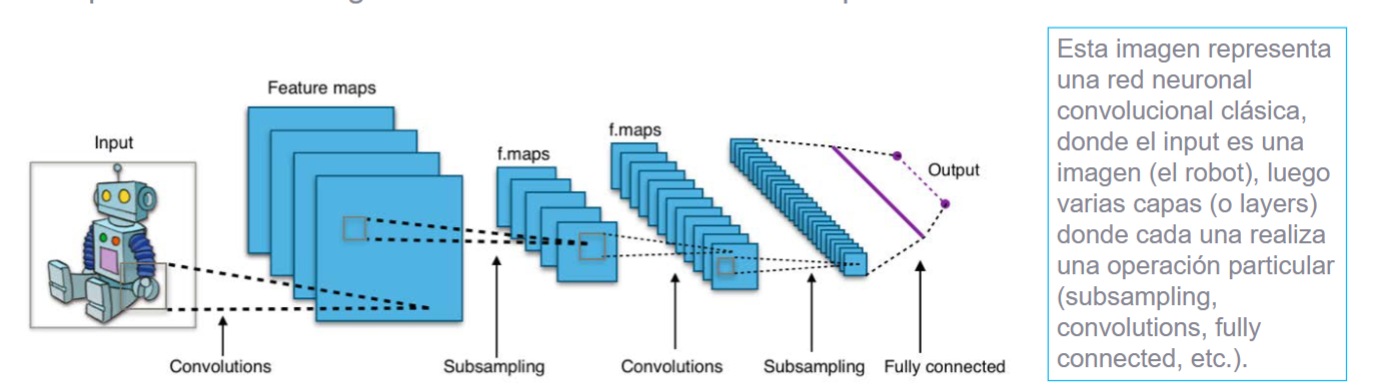 Feature maps
Input
f.maps
f.maps
Output
Convolutions
Subsampling
Convolutions
Subsampling
Fully connected
Esta imagen representa
una red neuronal
convolucional clásica,
donde el input es una
imagen (el robot), luego
varias capas (o layers)
donde cada una realiza
una operación particular
(subsampling,
convolutions, fully
connected, etc.).